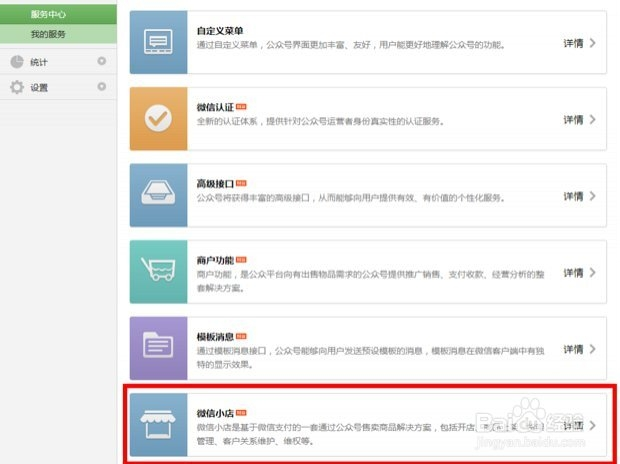 服务中心
我的服务
统计
设置
自定义菜单
通过自定义菜单，公众号界面更加丰富、友好，用户能更好地理解公众号的功能。
详情
微信认证
全新的认证体系，提供针对公众号运营者身份真实性的认证服务。
详情
高级接口
公众号将获得丰富的高级接口，从而能够向用户提供有效、有价值的个性化服务。
详情
商户功能
商户功能，是公众平台向有出售物品需求的公众号提供推广销售、支付收款、经营分析的整
套解决方案。
详情
模板消息
通过模板消息接口，公众号能够向用户发送预设模板的消息，模板消息在微信客户端中有独
特的显示效果。
详情
微信小店
微信小店是基于微信支付的一套通过公众号售卖商品解决方案，包括开店、
管理、客户关系维护、维权等。
详情
Baidu经验
jingyan.baidu.com